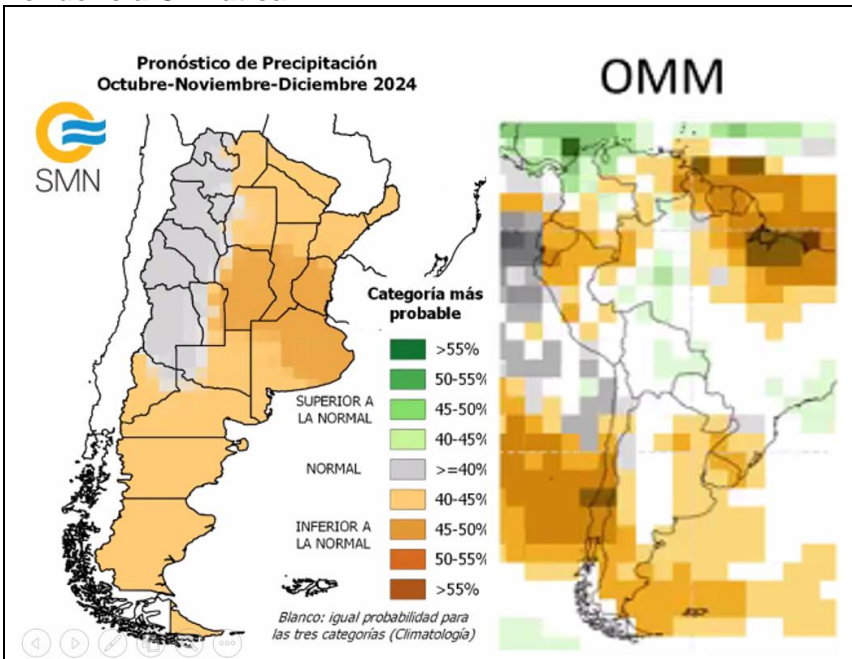 Pronóstico de Precipitación
Octubre-Noviembre-Diciembre 2024
SMN
OMM
Categoría más
probable
>55%
50-55%
SUPERIOR A
LA NORMAL
45-50%
40-45%
NORMAL
>=40%
40-45%
INFERIOR A
LA NORMAL
45-50%
50-55%
>55%
Blanco: igual probabilidad para
las tres categorías (Climatología)